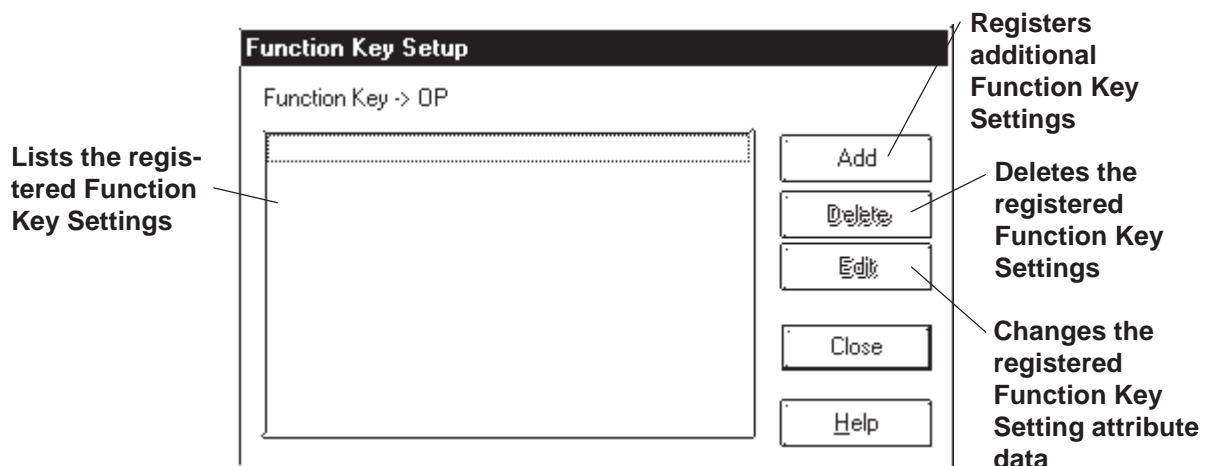 Function Key Setup
Function Key -> OP
Lists the regis-
tered Function
Key Settings
Add
Delete
Edit
Close
Help
Registers
additional
Function Key
Settings
Deletes the
registered
Function Key
Settings
Changes the
registered
Function Key
Setting attribute
data